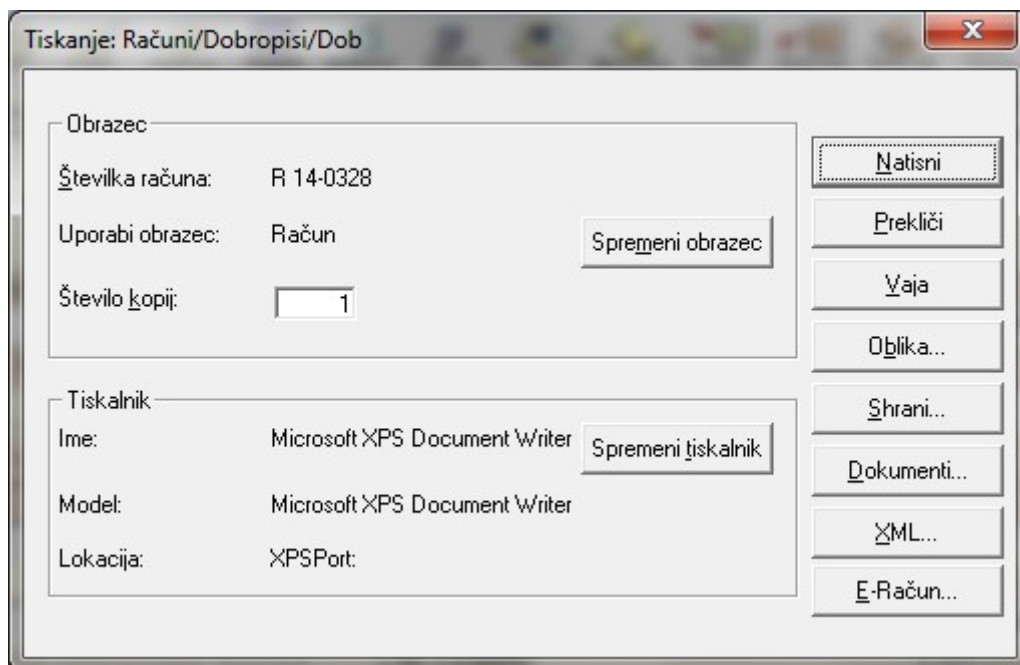 Tiskanje: Računi/Dobropisi/Dob
Obrazec
Številka računa: R 14-0328
Uporabi obrazec: Račun
Spremeni obrazec
Število kopij: 1
Tiskalnik
Ime: Microsoft XPS Document Writer
Spremeni tiskalnik
Model: Microsoft XPS Document Writer
Lokacija: XPSPort:
Natisni
Prekliči
Vaja
Oblika...
Shrani...
Dokumenti...
XML...
E-Račun...